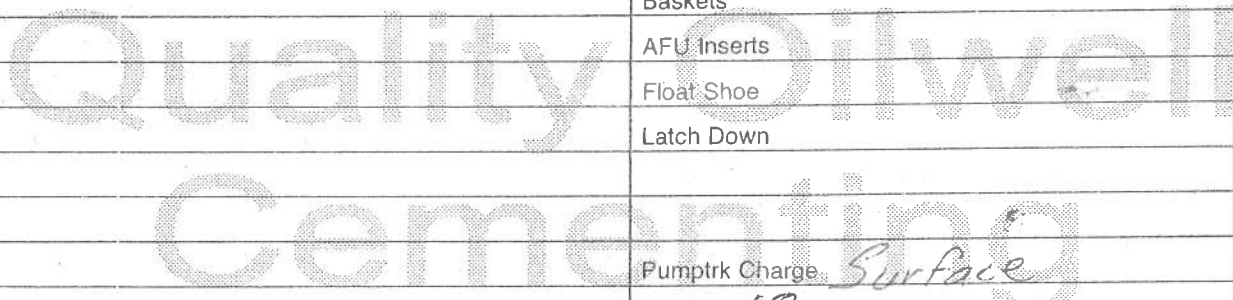 Baskets
Quality Oilwell
AFU Inserts
Float Shoe
Latch Down
Cementing
Pumptrk Charge Surface